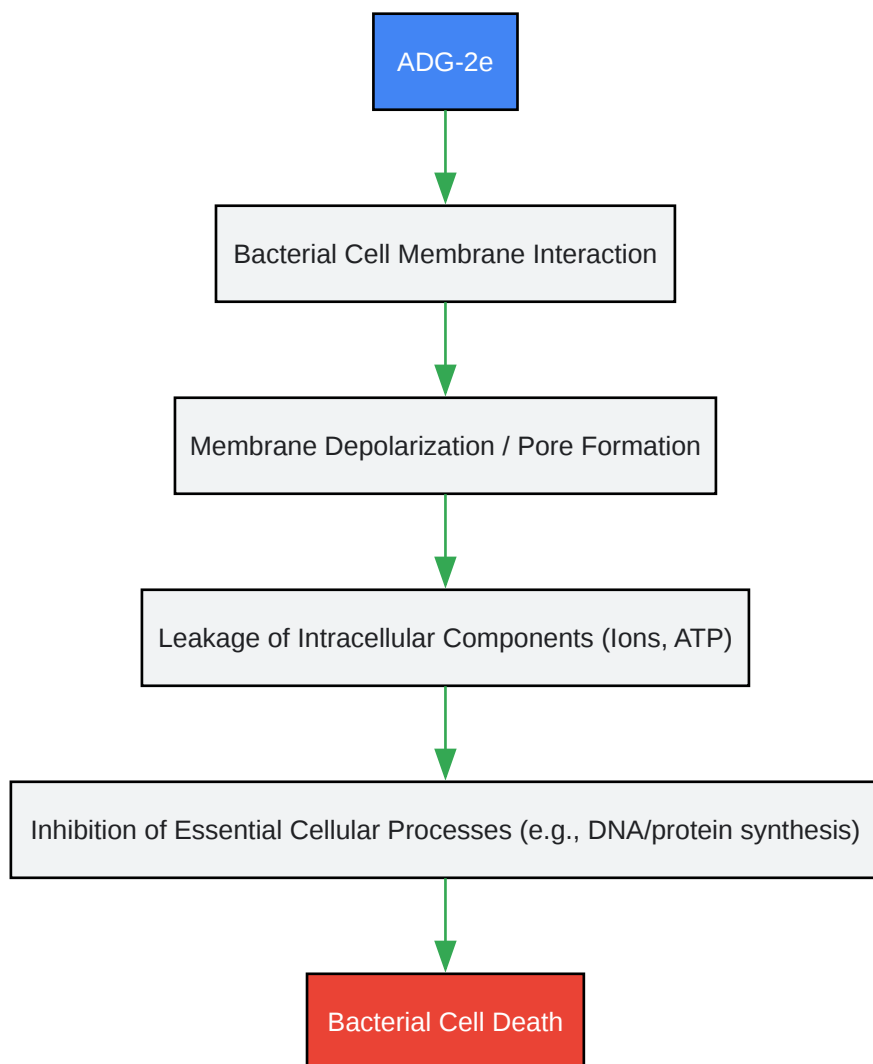 ADG-2e
Bacterial Cell Membrane Interaction
Membrane Depolarization / Pore Formation
Leakage of Intracellular Components (Ions, ATP)
Inhibition of Essential Cellular Processes (e.g., DNA/protein synthesis)
Bacterial Cell Death